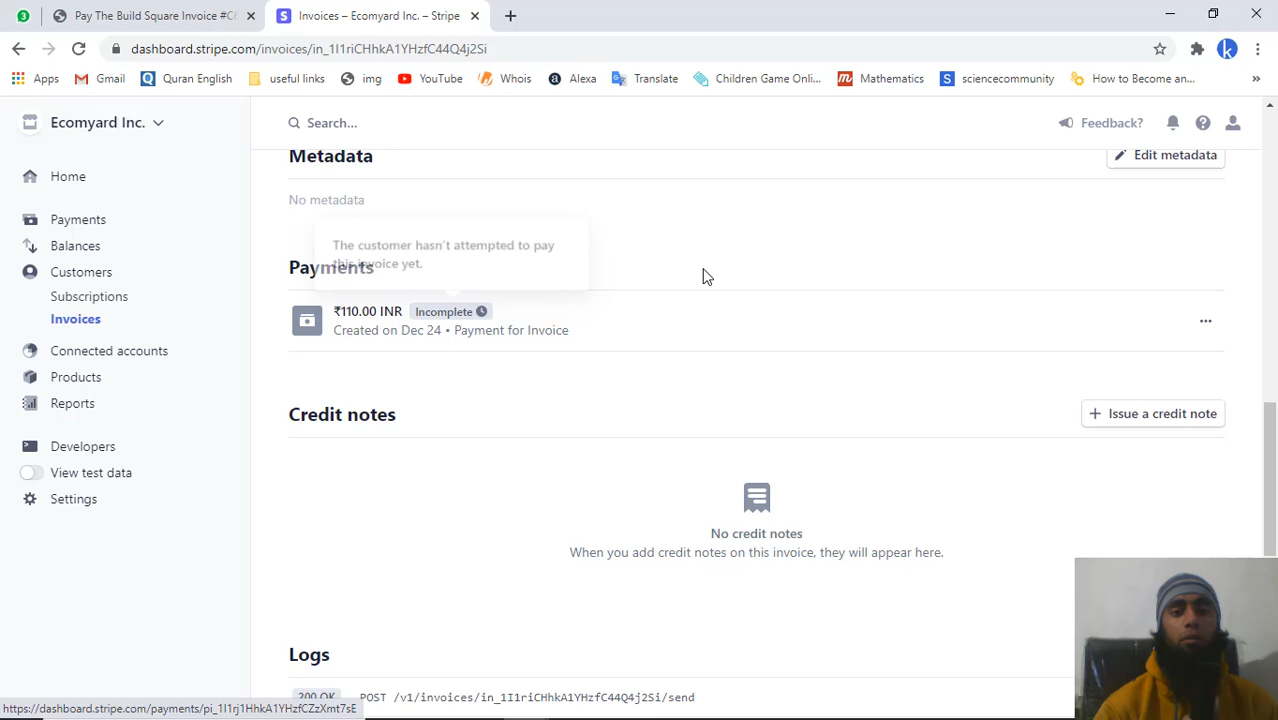 3
Pay The Build Square Invoice #C6
Invoices – Ecomyard Inc. – Stripe
dashboard.stripe.com/invoices/in_1I1riCHhkA1YHzfC44Q4j2Si
k
Apps
Gmail
Quran English
useful links
img
YouTube
Whois
Alexa
Translate
Children Game Onli...
Mathematics
sciencecommunity
How to Become an...
Ecomyard Inc.
Search...
Feedback?
Home
Payments
Balances
Customers
Subscriptions
Invoices
Connected accounts
Products
Reports
Developers
View test data
Settings
Metadata
Edit metadata
No metadata
The customer hasn't attempted to pay
this invoice yet.
Payments
₹110.00 INR Incomplete
Created on Dec 24 • Payment for Invoice
Credit notes
Issue a credit note
No credit notes
When you add credit notes on this invoice, they will appear here.
Logs
200 OK POST /v1/invoices/in_1I1riCHhkA1YHzfC44Q4j2Si/send
https://dashboard.stripe.com/payments/pi_1I1rj1HhkA1YHzfCZzXmt7sE